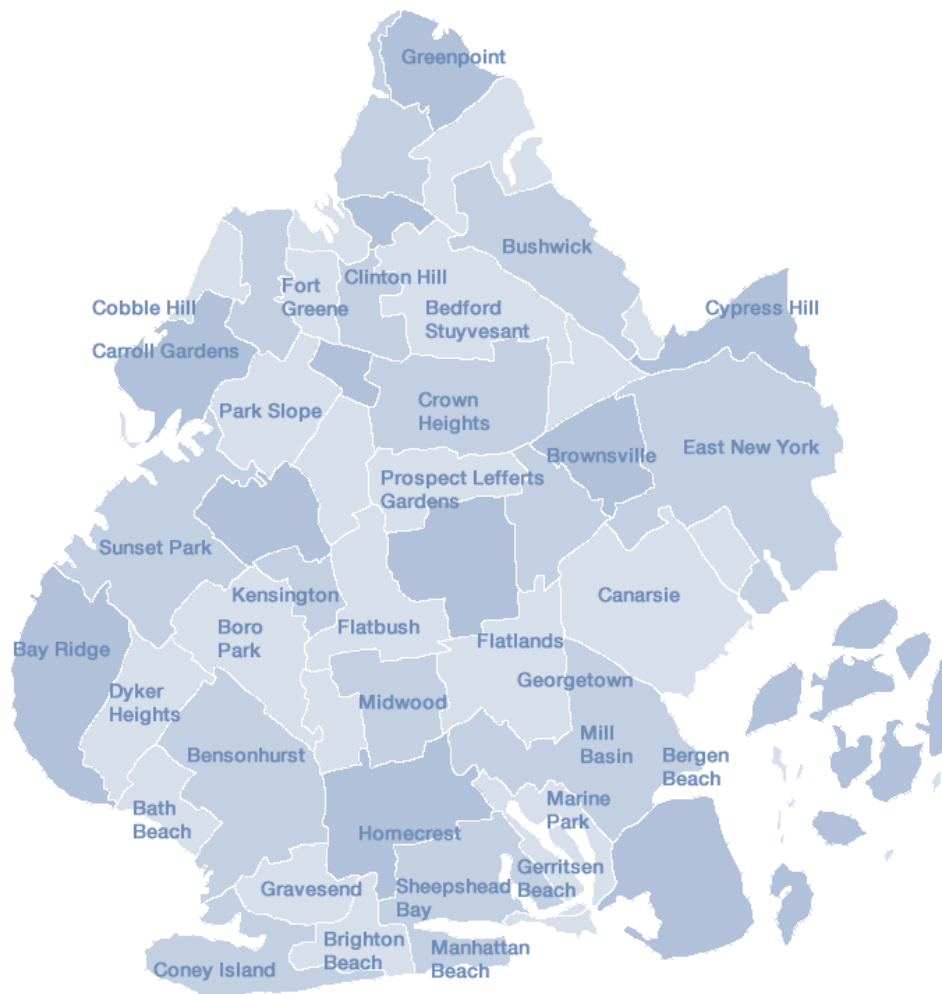 Greenpoint
Bushwick
Clinton Hill
Fort
Greene
Cobble Hill
Bedford
Stuyvesant
Cypress Hill
Carroll Gardens
Park Slope
Crown
Heights
Brownsville
East New York
Prospect Lefferts
Gardens
Sunset Park
Kensington
Canarsie
Boro
Park
Flatbush
Flatlands
Bay Ridge
Georgetown
Dyker
Heights
Midwood
Mill
Basin
Bensonhurst
Bergen
Beach
Bath
Beach
Marine
Park
Homecrest
Gerritsen
Beach
Gravesend
Sheepshead
Bay
Brighton
Beach
Manhattan
Beach
Coney Island